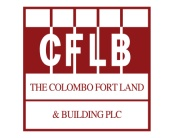 CFLB
THE COLOMBO FORT LAND
& BUILDING PLC